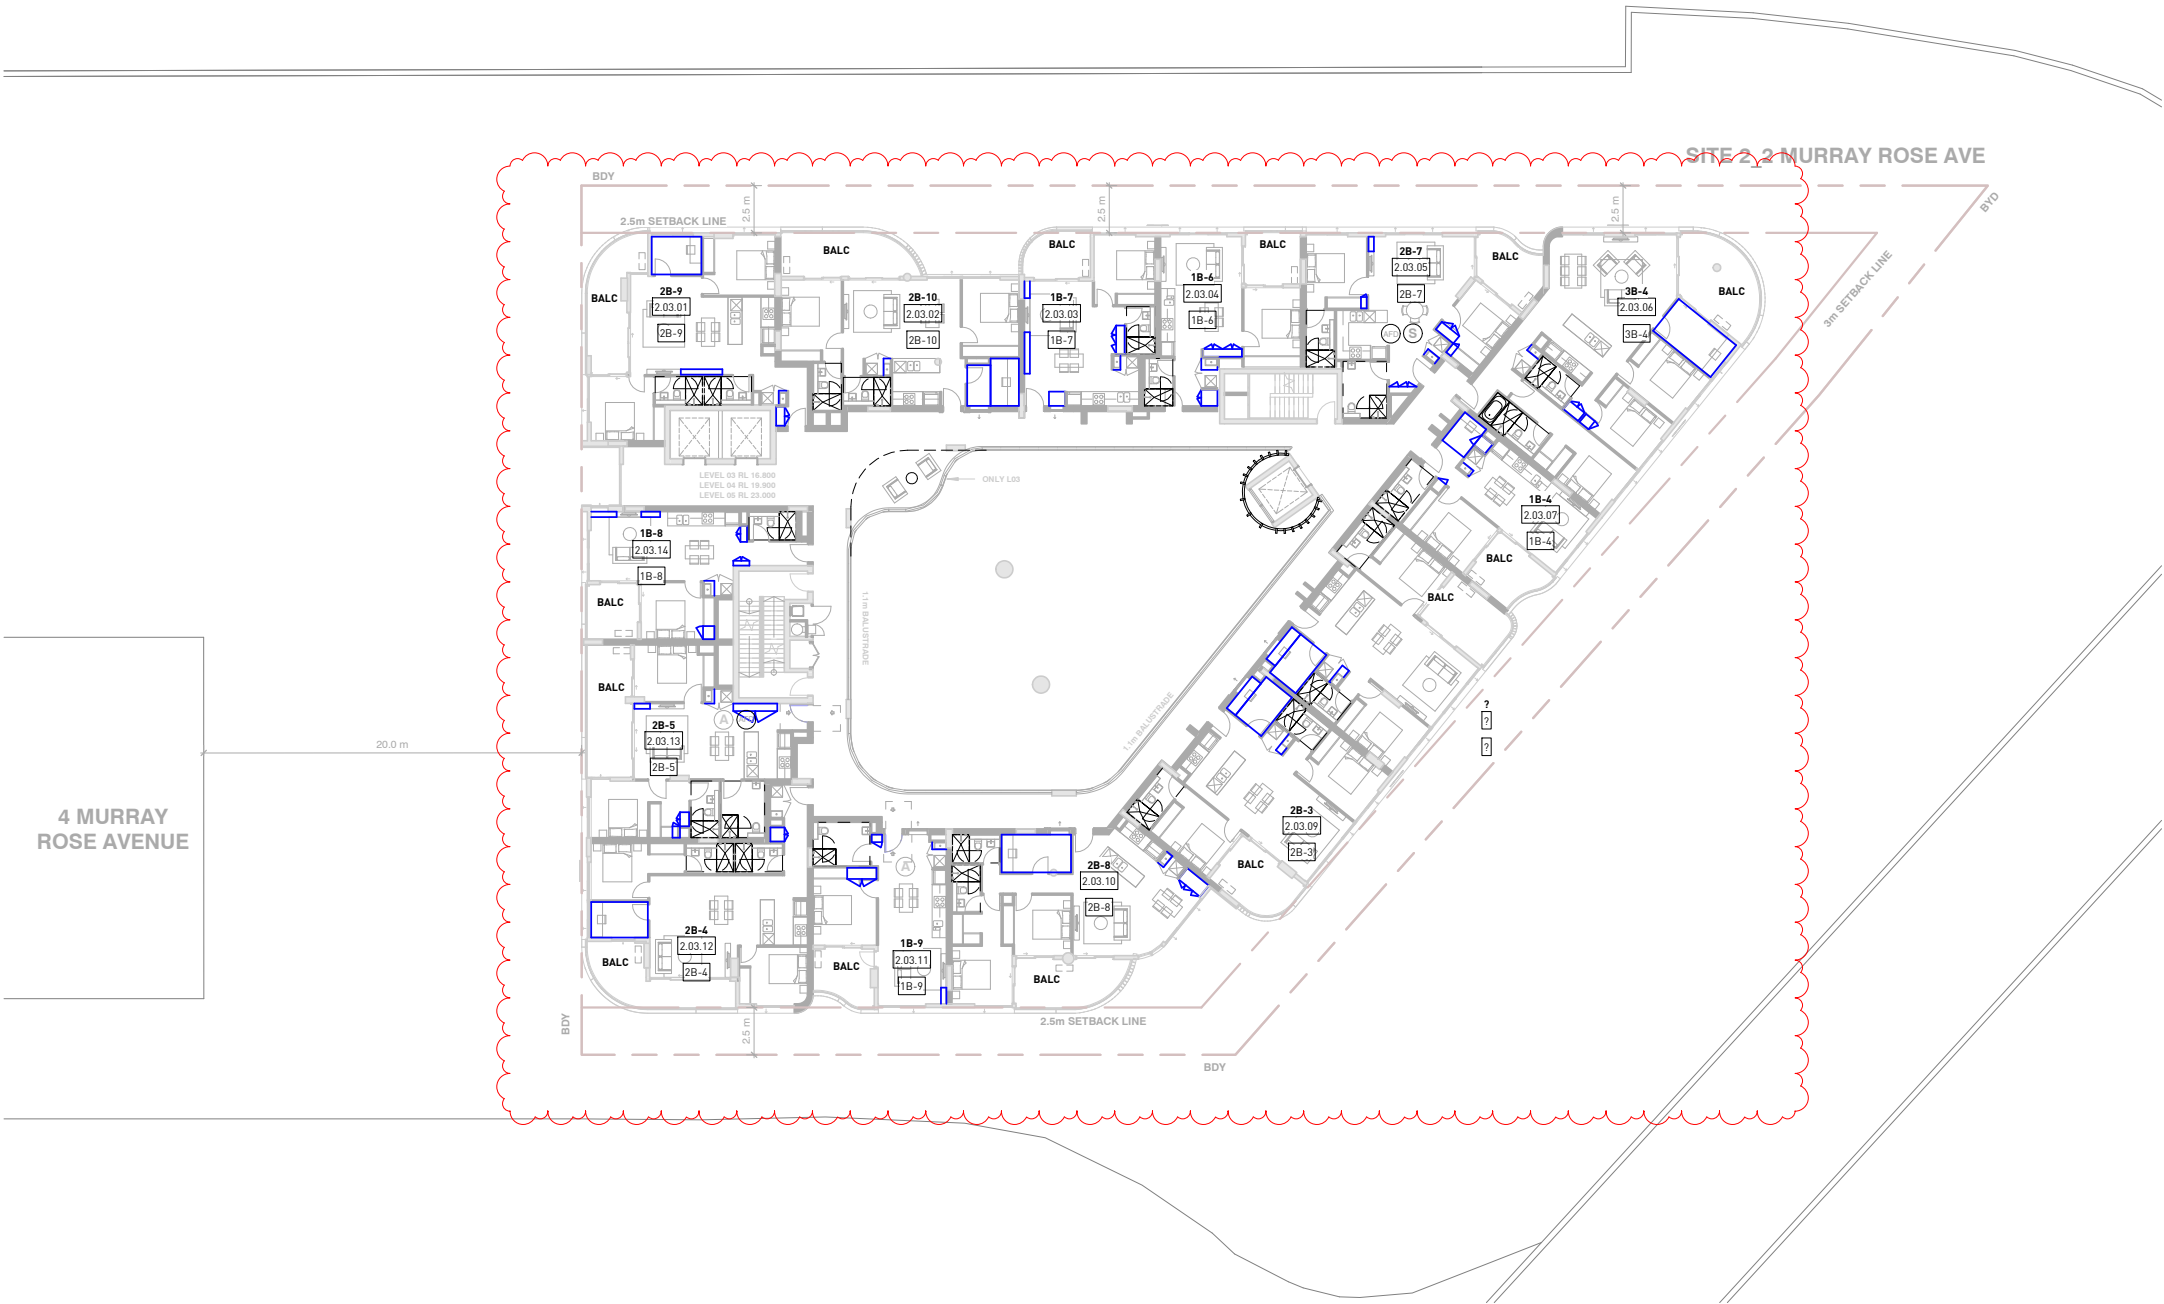 SITE 2_2 MURRAY ROSE AVE
BDY
BYD
2.5 m
2.5 m
2.5 m
2.5m SETBACK LINE
3m SETBACK LINE
BALC
2B-9
2.03.01
2B-9
BALC
2B-10
2.03.02
2B-10
BALC
1B-7
2.03.03
1B-7
BALC
1B-6
2.03.04
1B-6
BALC
2B-7
2.03.05
2B-7
AFD
S
BALC
3B-4
2.03.06
3B-4
LEVEL 03 RL 16.800
LEVEL 04 RL 19.900
LEVEL 05 RL 23.000
ONLY L03
1B-4
2.03.07
1B-4
BALC
BALC
1B-8
2.03.14
1B-8
BALC
1.1m BALUSTRADE
1.1m BALUSTRADE
BALC
2B-5
2.03.13
2B-5
A
AFD
?
?
?
20.0 m
4 MURRAY
ROSE AVENUE
2B-3
2.03.09
2B-3
BALC
2B-8
2.03.10
2B-8
BALC
A
1B-9
2.03.11
1B-9
BALC
2B-4
2.03.12
2B-4
BALC
BDY
2.5 m
2.5m SETBACK LINE
BDY